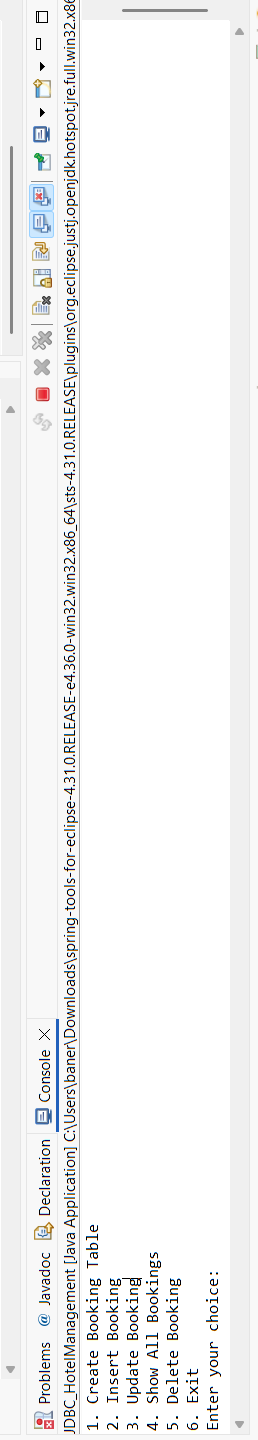 Problems @ Javadoc Declaration Console
JDBC_HotelManagement [Java Application] C:\Users\baner\Downloads\spring-tools-for-eclipse-4.31.0.RELEASE-e4.36.0-win32.win32.x86_64\sts-4.31.0.RELEASE\plugins\org.eclipse.justj.openjdk.hotspot.jre.full.win32.x86
1. Create Booking Table
2. Insert Booking
3. Update Booking
4. Show All Bookings
5. Delete Booking
6. Exit
Enter your choice: